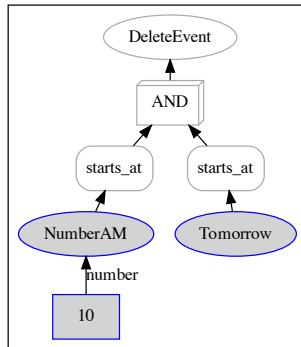 DeleteEvent
AND
starts_at starts_at
NumberAM Tomorrow
number
10